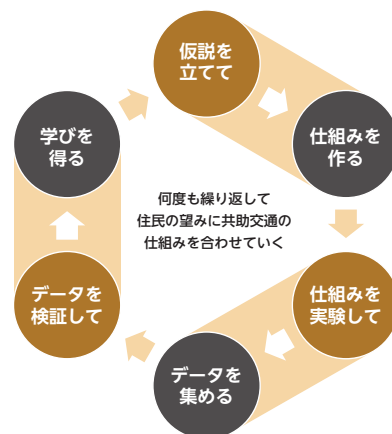 仮説を
立てて
仕組みを
作る
仕組みを
実験して
データを
集める
データを
検証して
学びを
得る
何度も繰り返して
住民の望みに共助交通の
仕組みを合わせていく